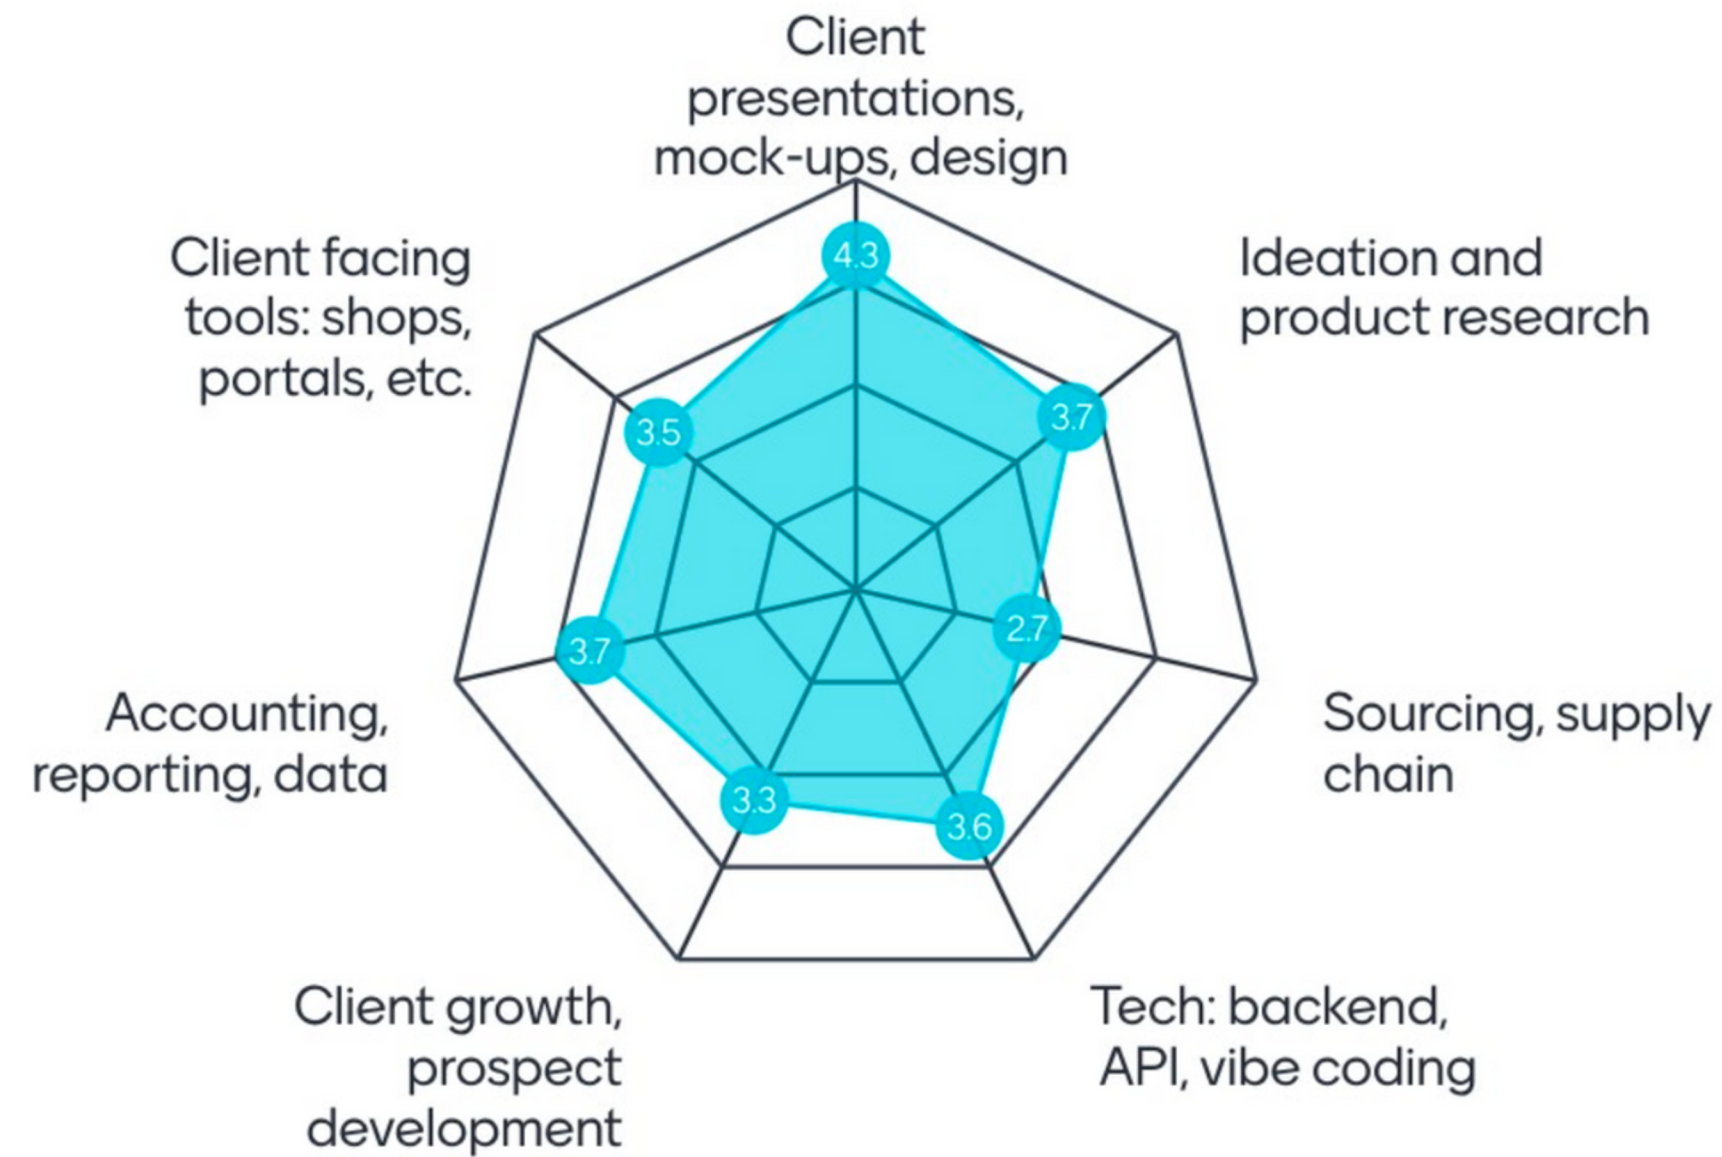 Client
presentations,
mock-ups, design
4.3
Ideation and
product research
3.7
Sourcing, supply
chain
2.7
Tech: backend,
API, vibe coding
3.6
Client growth,
prospect
development
3.3
Accounting,
reporting, data
3.7
Client facing
tools: shops,
portals, etc.
3.5